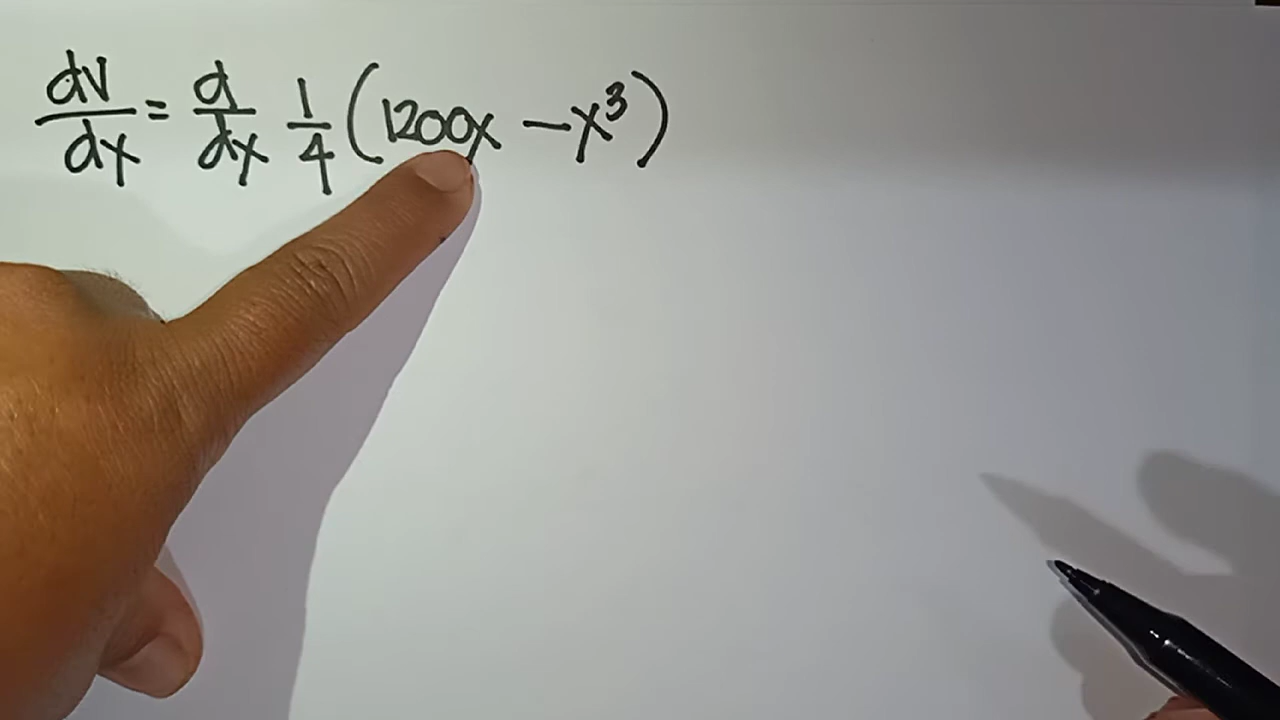 dV/dx = d/dx 1/4 (1200x − x³)